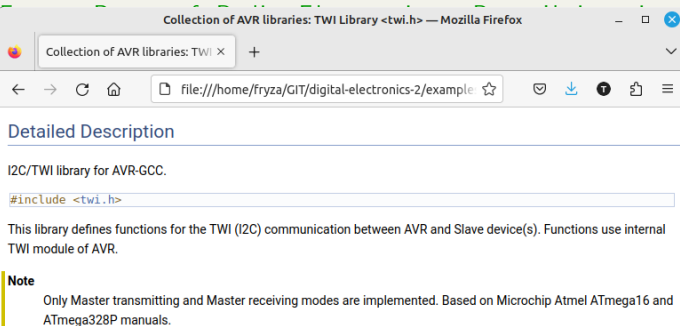 Collection of AVR libraries: TWI Library <twi.h> — Mozilla Firefox
Collection of AVR libraries: TWI
file:///home/fryza/GIT/digital-electronics-2/example
Detailed Description
I2C/TWI library for AVR-GCC.
#include <twi.h>
This library defines functions for the TWI (I2C) communication between AVR and Slave device(s). Functions use internal
TWI module of AVR.
Note
Only Master transmitting and Master receiving modes are implemented. Based on Microchip Atmel ATmega16 and
ATmega328P manuals.